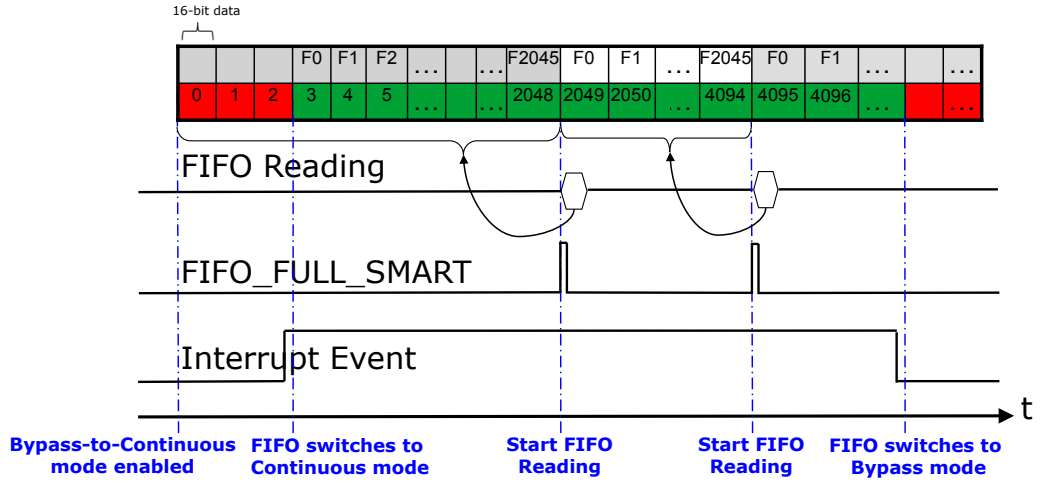 16-bit data
F0 F1 F2 ... ... F2045 F0 F1 ... F2045 F0 F1 ... ...
0 1 2 3 4 5 ... ... 2048 2049 2050 ... 4094 4095 4096 ... ...
FIFO Reading
FIFO_FULL_SMART
Interrupt Event
t
Bypass-to-Continuous
mode enabled
FIFO switches to
Continuous mode
Start FIFO
Reading
Start FIFO
Reading
FIFO switches to
Bypass mode